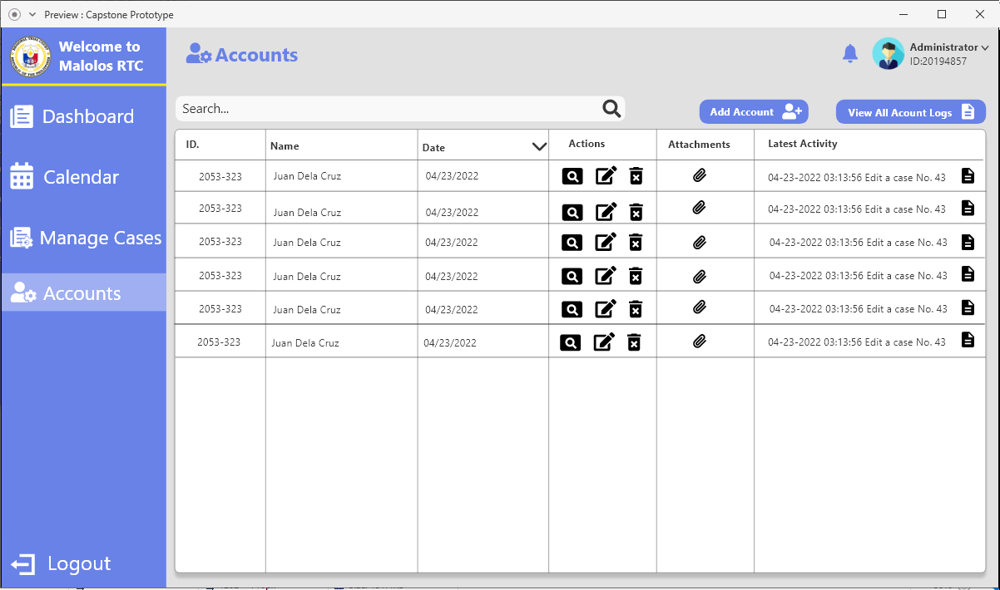 Preview : Capstone Prototype
Welcome to
Malolos RTC
Accounts
Administrator
ID:20194857
Dashboard
Calendar
Manage Cases
Accounts
Logout
Search...
Add Account
View All Acount Logs
ID. Name Date Actions Attachments Latest Activity
2053-323 Juan Dela Cruz 04/23/2022 04-23-2022 03:13:56 Edit a case No. 43
2053-323 Juan Dela Cruz 04/23/2022 04-23-2022 03:13:56 Edit a case No. 43
2053-323 Juan Dela Cruz 04/23/2022 04-23-2022 03:13:56 Edit a case No. 43
2053-323 Juan Dela Cruz 04/23/2022 04-23-2022 03:13:56 Edit a case No. 43
2053-323 Juan Dela Cruz 04/23/2022 04-23-2022 03:13:56 Edit a case No. 43
2053-323 Juan Dela Cruz 04/23/2022 04-23-2022 03:13:56 Edit a case No. 43